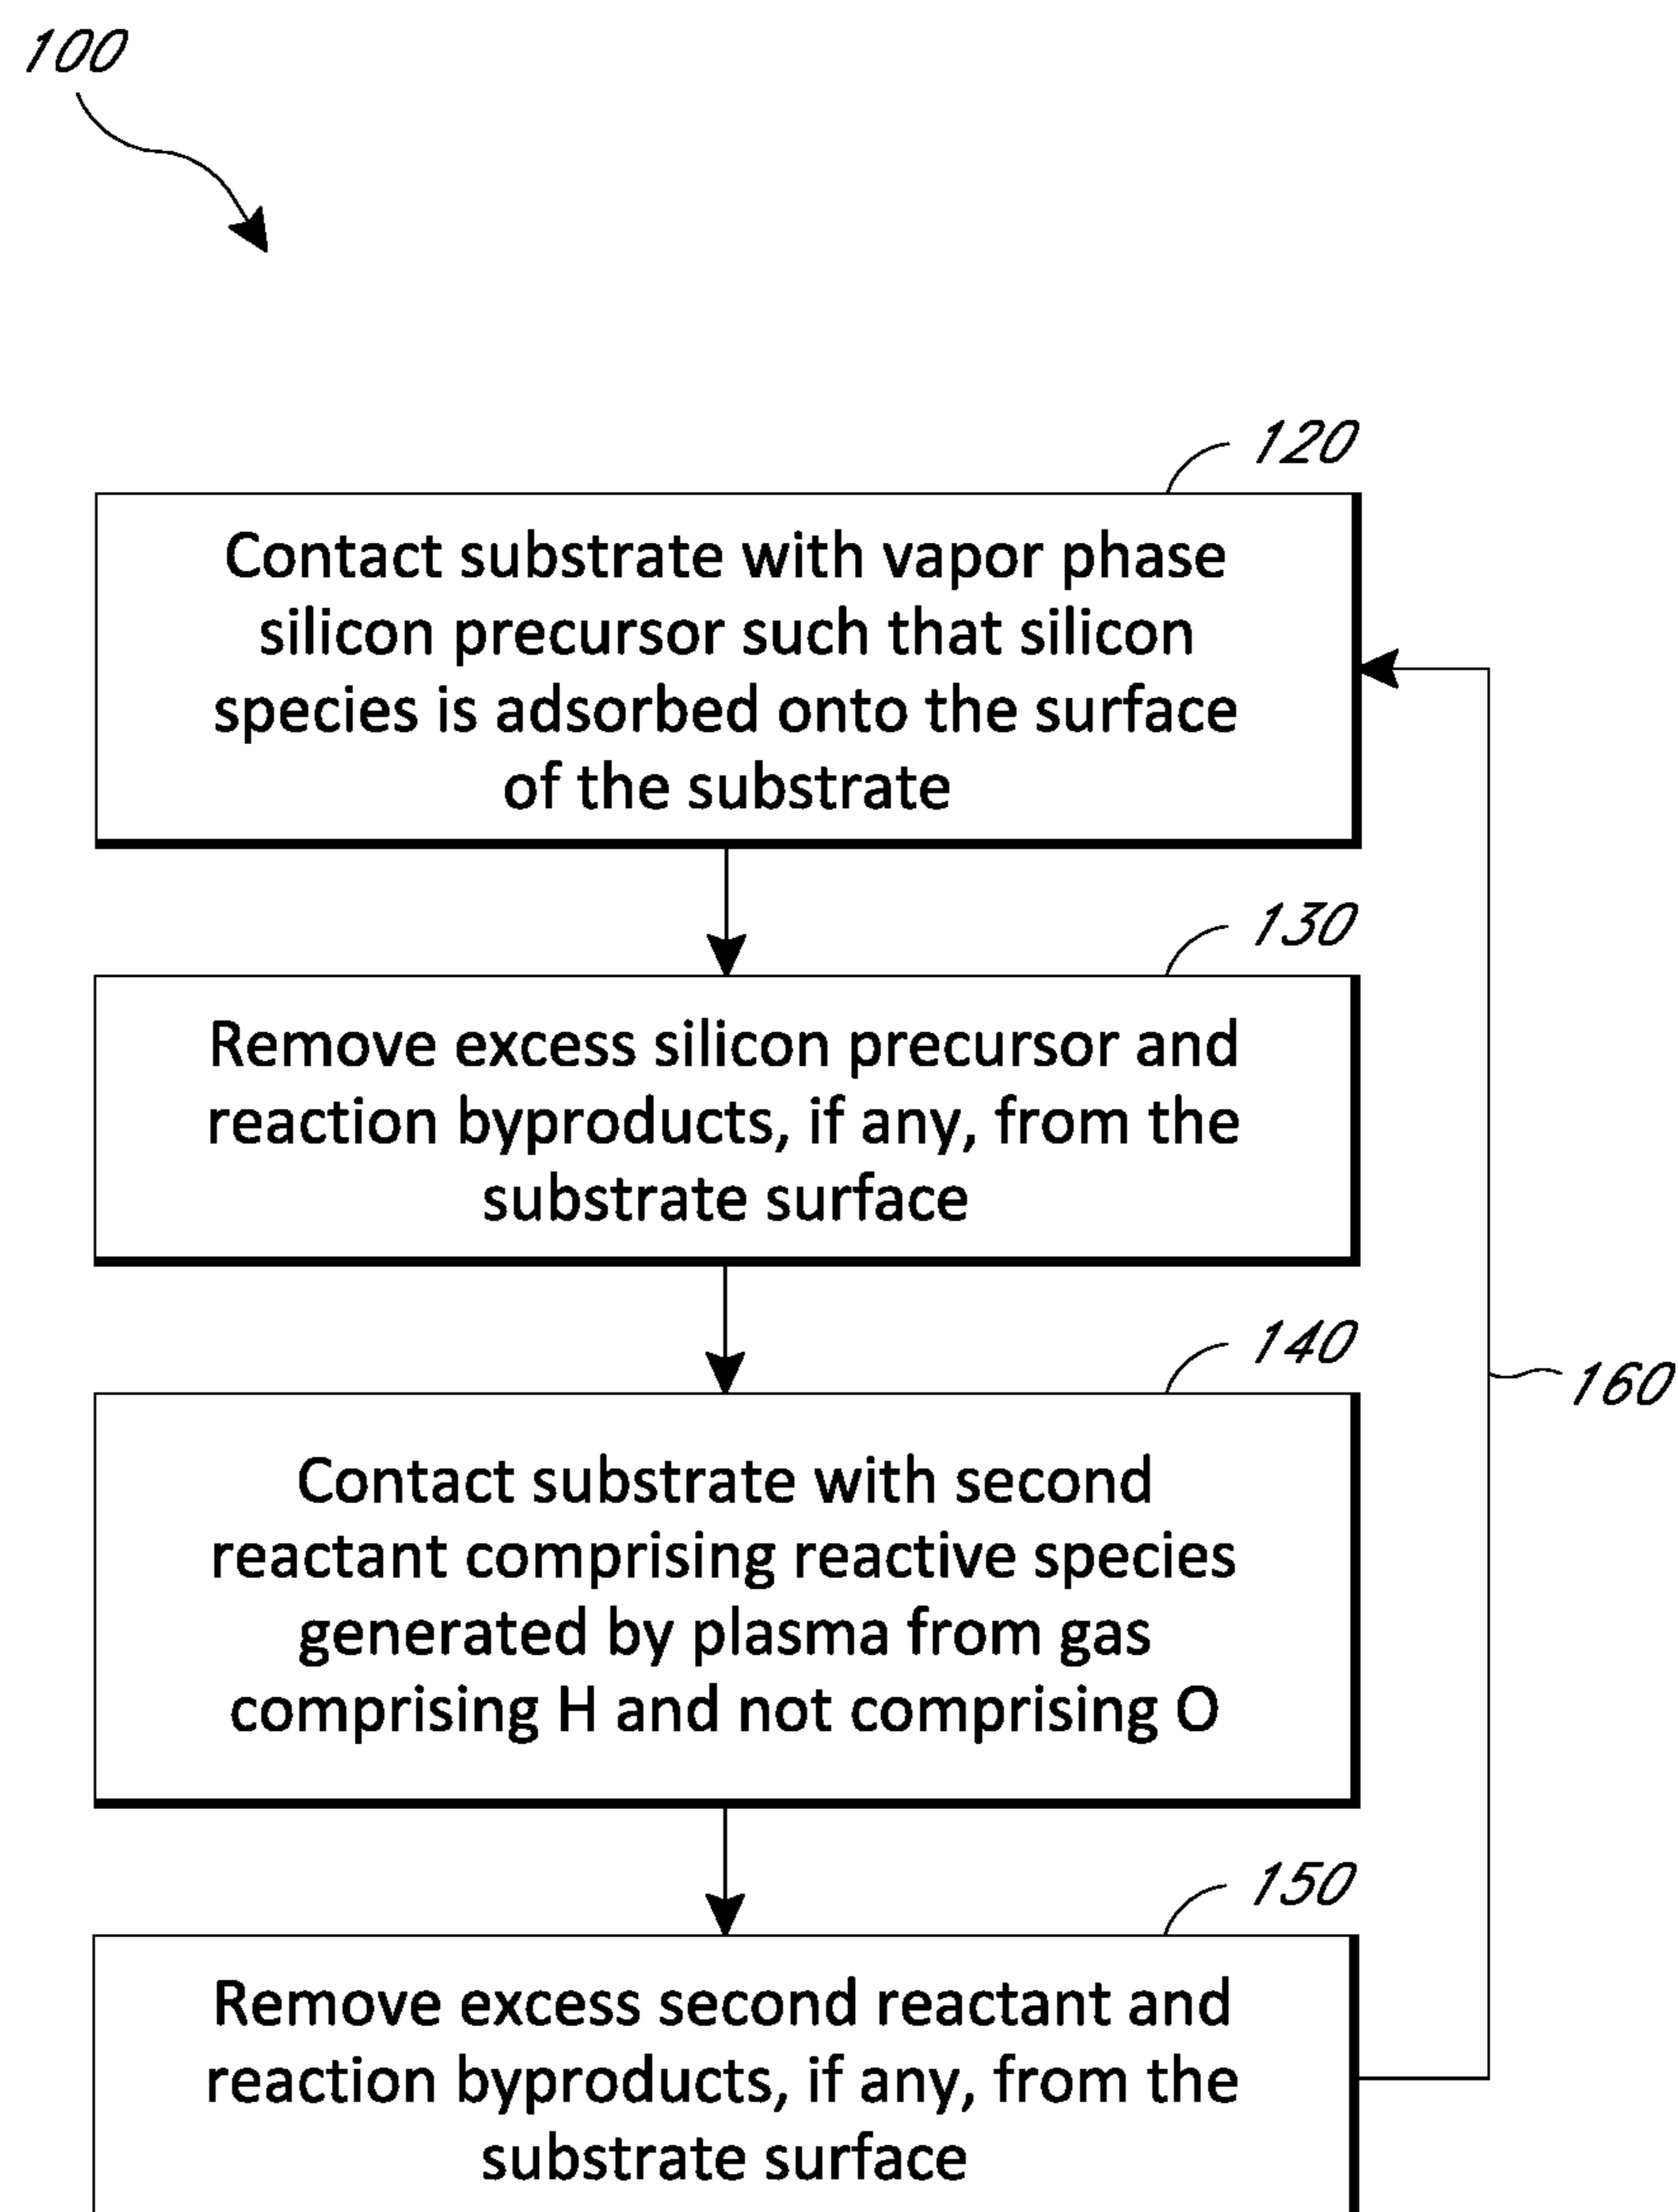 100
120
Contact substrate with vapor phase
silicon precursor such that silicon
species is adsorbed onto the surface
of the substrate
130
Remove excess silicon precursor and
reaction byproducts, if any, from the
substrate surface
140
160
Contact substrate with second
reactant comprising reactive species
generated by plasma from gas
comprising H and not comprising O
150
Remove excess second reactant and
reaction byproducts, if any, from the
substrate surface